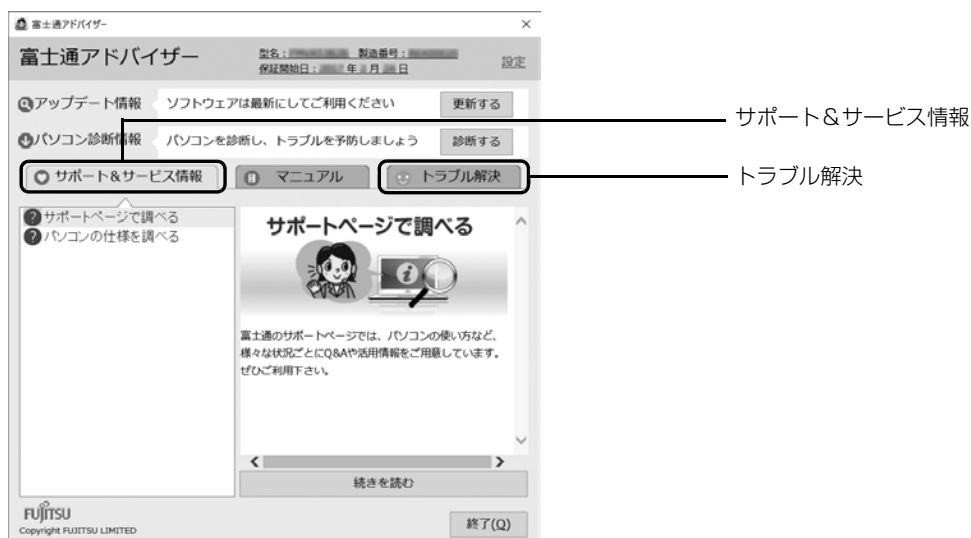 富士通アドバイザー
富士通アドバイザー
型名： 製造番号：
保証開始日： 年 月 日
設定
アップデート情報 ソフトウェアは最新にしてご利用ください 更新する
パソコン診断情報 パソコンを診断し、トラブルを予防しましょう 診断する
サポート＆サービス情報
サポート&サービス情報 マニュアル トラブル解決
トラブル解決
サポートページで調べる
パソコンの仕様を調べる
サポートページで調べる
富士通のサポートページでは、パソコンの使い方など、
様々な状況ごとにQ&Aや活用情報をご用意しています。
ぜひご利用下さい。
続きを読む
FUJITSU
Copyright FUJITSU LIMITED
終了(Q)